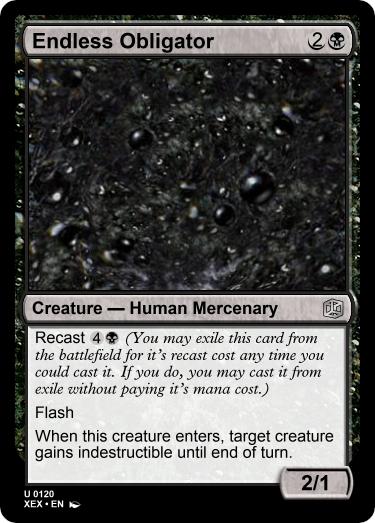 Endless Obligator 2
Creature — Human Mercenary
Recast 4 (You may exile this card from
the battlefield for it's recast cost any time you
could cast it. If you do, you may cast it from
exile without paying it's mana cost.)
Flash
When this creature enters, target creature
gains indestructible until end of turn.
2/1
U 0120
XEX • EN